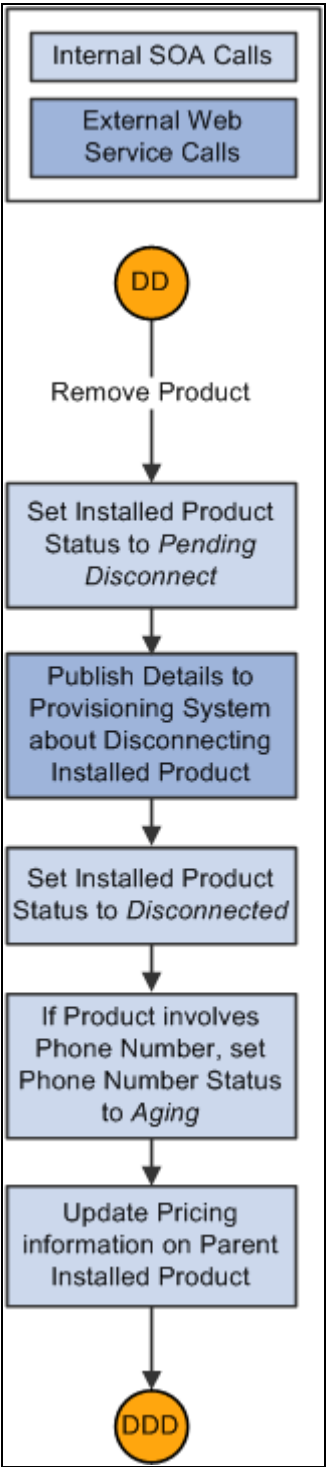 Internal SOA Calls
External Web
Service Calls
DD
Remove Product
Set Installed Product
Status to Pending
Disconnect
Publish Details to
Provisioning System
about Disconnecting
Installed Product
Set Installed Product
Status to Disconnected
If Product involves
Phone Number, set
Phone Number Status
to Aging
Update Pricing
information on Parent
Installed Product
DDD